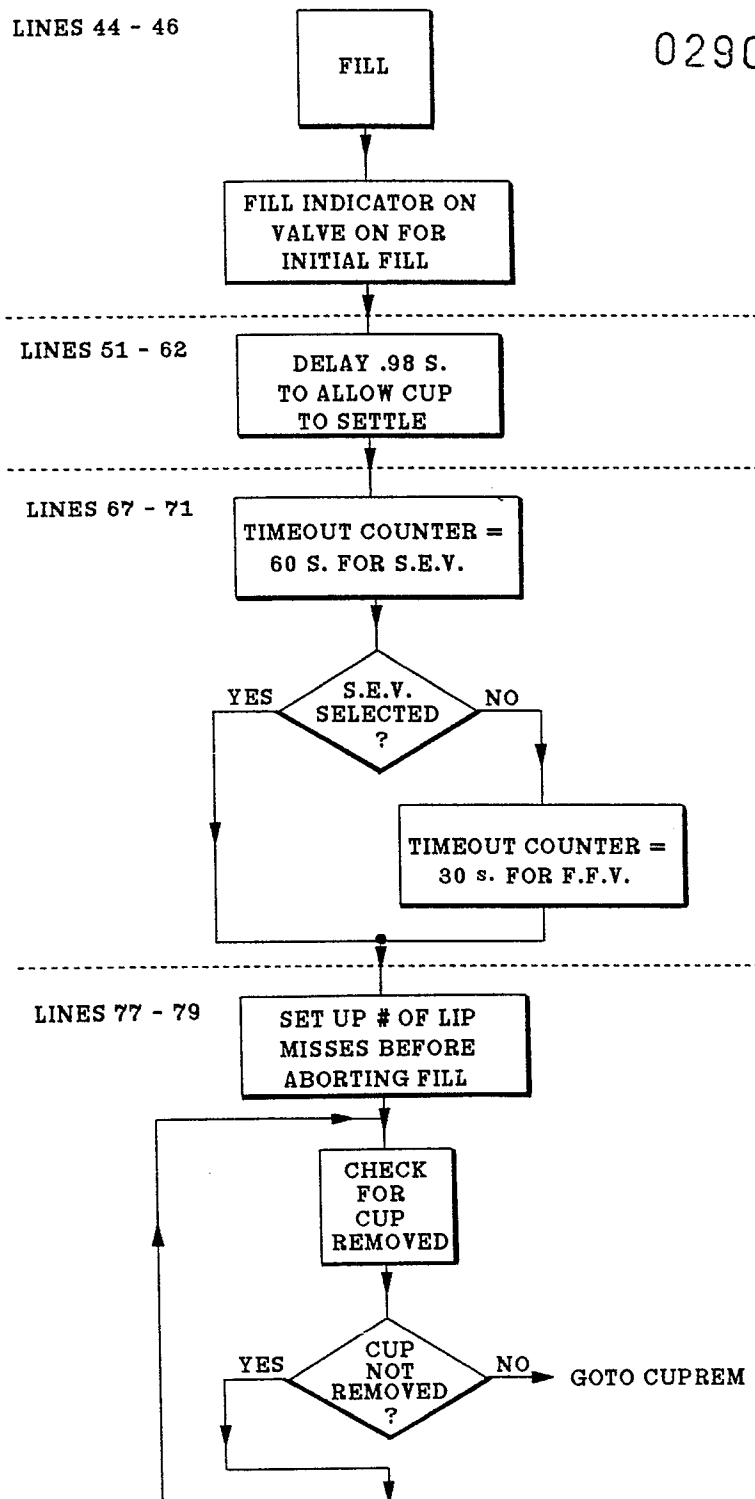 LINES 44 - 46
0290
FILL
FILL INDICATOR ON
VALVE ON FOR
INITIAL FILL
LINES 51 - 62
DELAY .98 S.
TO ALLOW CUP
TO SETTLE
LINES 67 - 71
TIMEOUT COUNTER =
60 S. FOR S.E.V.
YES
S.E.V.
SELECTED
?
NO
TIMEOUT COUNTER =
30 s. FOR F.F.V.
LINES 77 - 79
SET UP # OF LIP
MISSES BEFORE
ABORTING FILL
CHECK
FOR
CUP
REMOVED
YES
CUP
NOT
REMOVED
?
NO
GOTO CUPREM